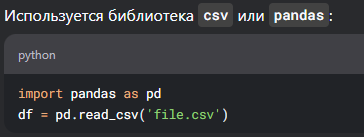 Используется библиотека csv или pandas:
python
import pandas as pd
df = pd.read_csv('file.csv')